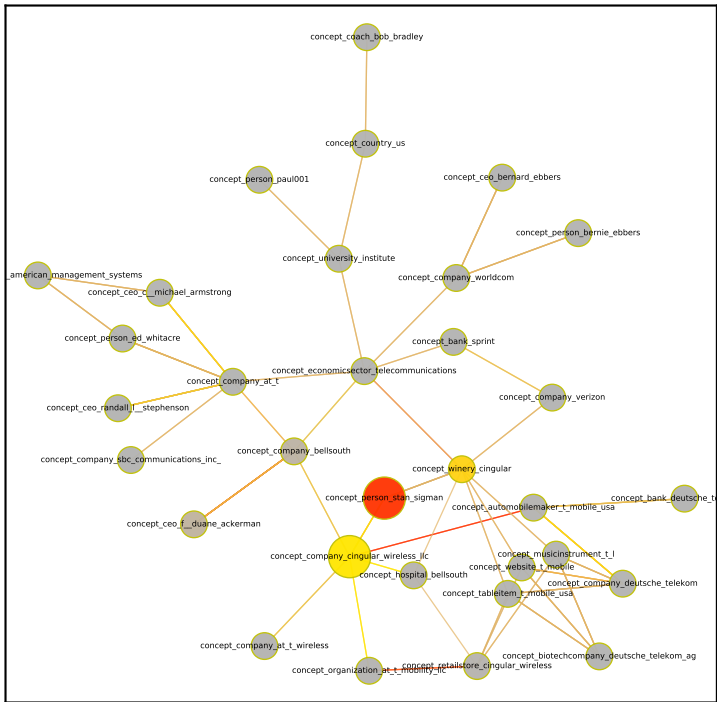 concept_coach_bob_bradley
concept_country_us
concept_person_paul001
concept_ceo_bernard_ebbers
concept_person_bernie_ebbers
concept_university_institute
_american_management_systems
concept_company_worldcom
concept_ceo_c__michael_armstrong
concept_person_ed_whitacre
concept_bank_sprint
concept_economicsector_telecommunications
concept_company_at_t
concept_company_verizon
concept_ceo_randall_l__stephenson
concept_company_bellsouth
concept_company_sbc_communications_inc_
concept_winery_cingular
concept_person_stan_sigman
concept_bank_deutsche_te
concept_automobilemaker_t_mobile_usa
concept_ceo_f__duane_ackerman
concept_company_cingular_wireless_llc
concept_musicinstrument_t_l
concept_website_t_mobile
concept_hospital_bellsouth
concept_company_deutsche_telekom
concept_tableitem_t_mobile_usa
concept_company_at_t_wireless
concept_biotechcompany_deutsche_telekom_ag
concept_retailstore_cingular_wireless
concept_organization_at_t_mobility_llc